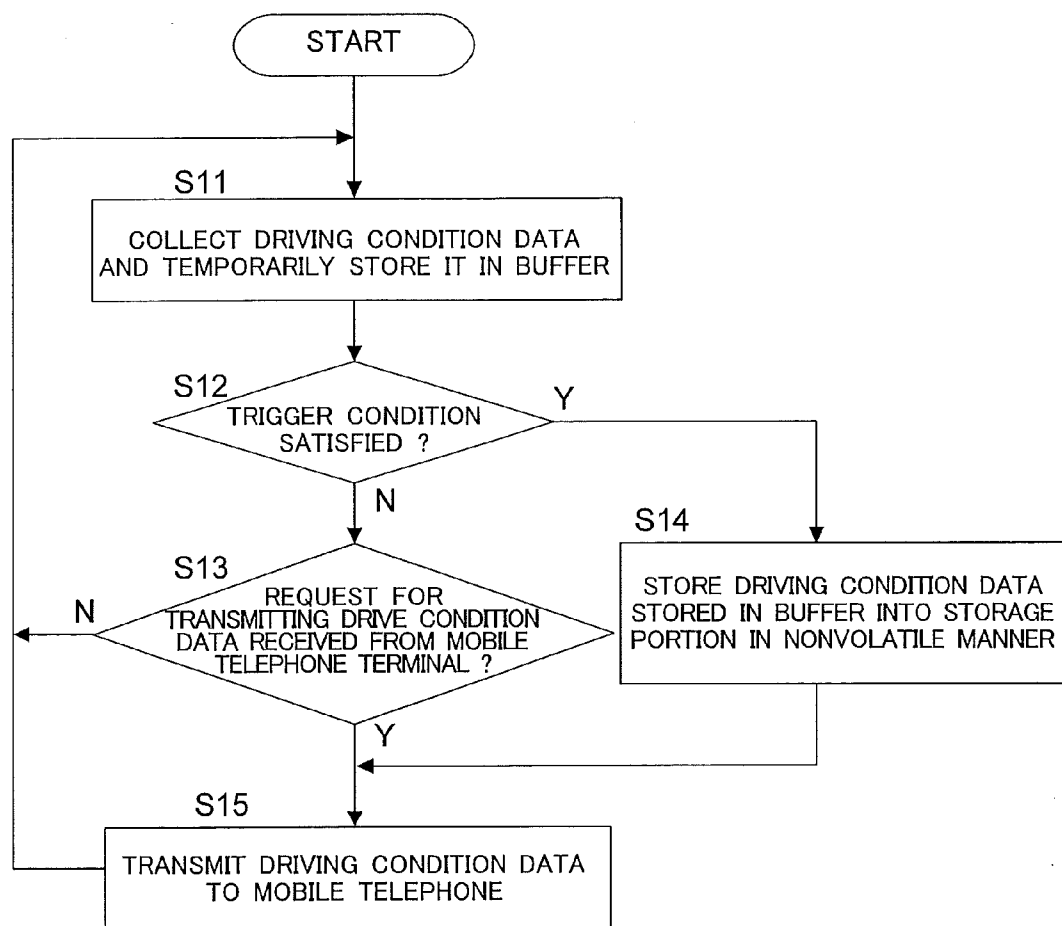 START
S11
COLLECT DRIVING CONDITION DATA
AND TEMPORARILY STORE IT IN BUFFER
S12
TRIGGER CONDITION
SATISFIED ?
Y
N
S13
REQUEST FOR
TRANSMITTING DRIVE CONDITION
DATA RECEIVED FROM MOBILE
TELEPHONE TERMINAL ?
N
Y
S14
STORE DRIVING CONDITION DATA
STORED IN BUFFER INTO STORAGE
PORTION IN NONVOLATILE MANNER
S15
TRANSMIT DRIVING CONDITION DATA
TO MOBILE TELEPHONE